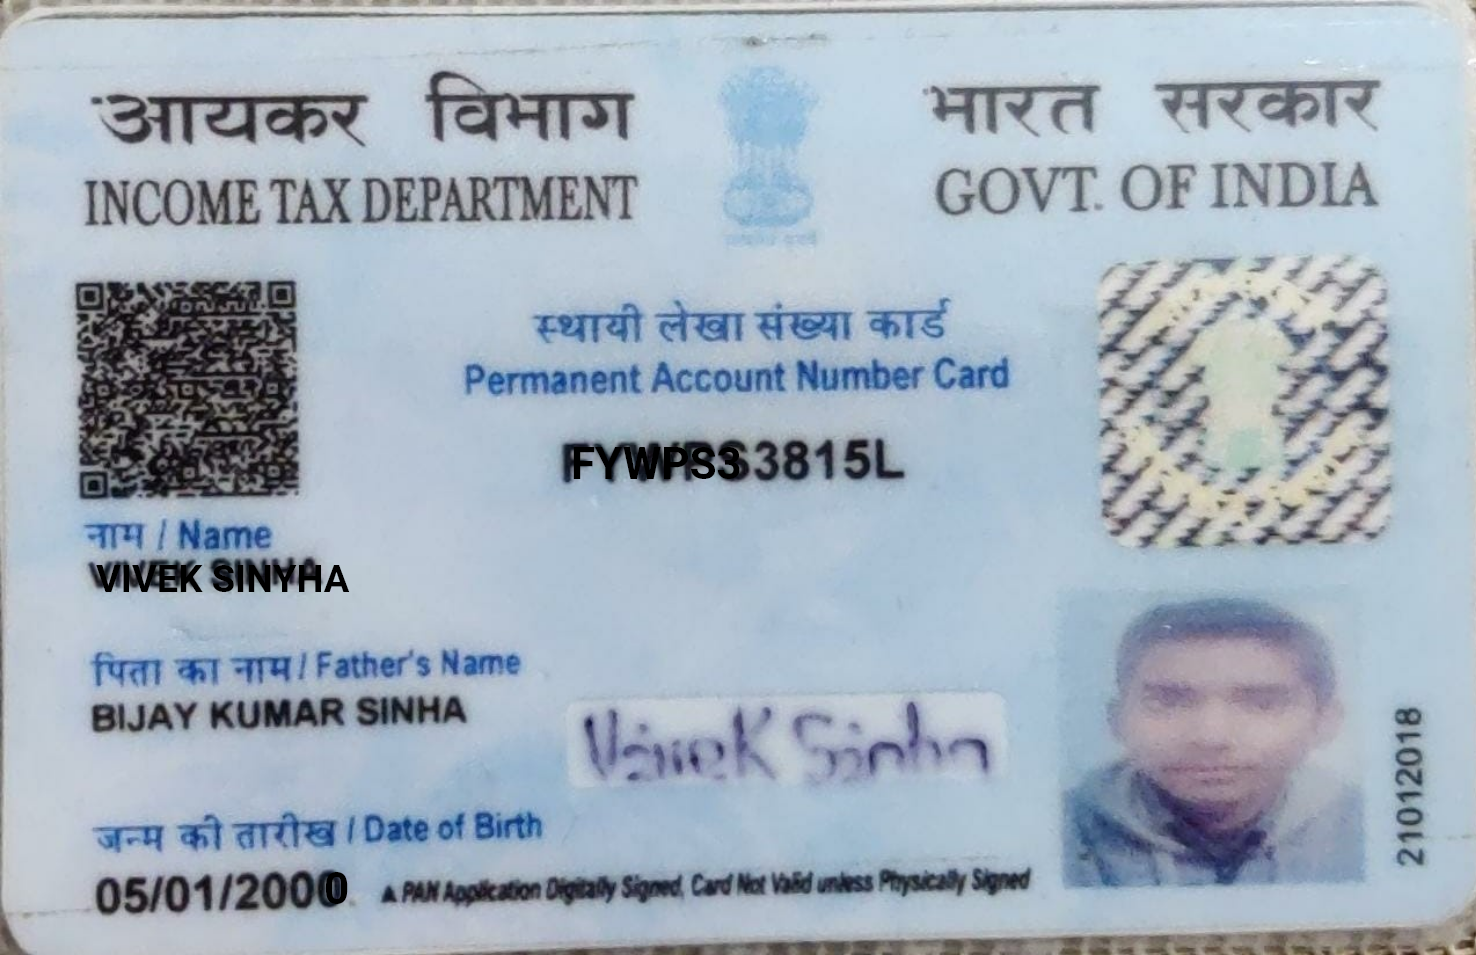 आयकर विभाग
INCOME TAX DEPARTMENT
भारत सरकार
GOVT. OF INDIA
स्थायी लेखा संख्या कार्ड
Permanent Account Number Card
FYWPS3815L
नाम / Name
VIVEK SINYHA
पिता का नाम / Father's Name
BIJAY KUMAR SINHA
Vivek Sinha
जन्म की तारीख / Date of Birth
05/01/2000
PAN Application Digitally Signed, Card Not Valid unless Physically Signed
21012018